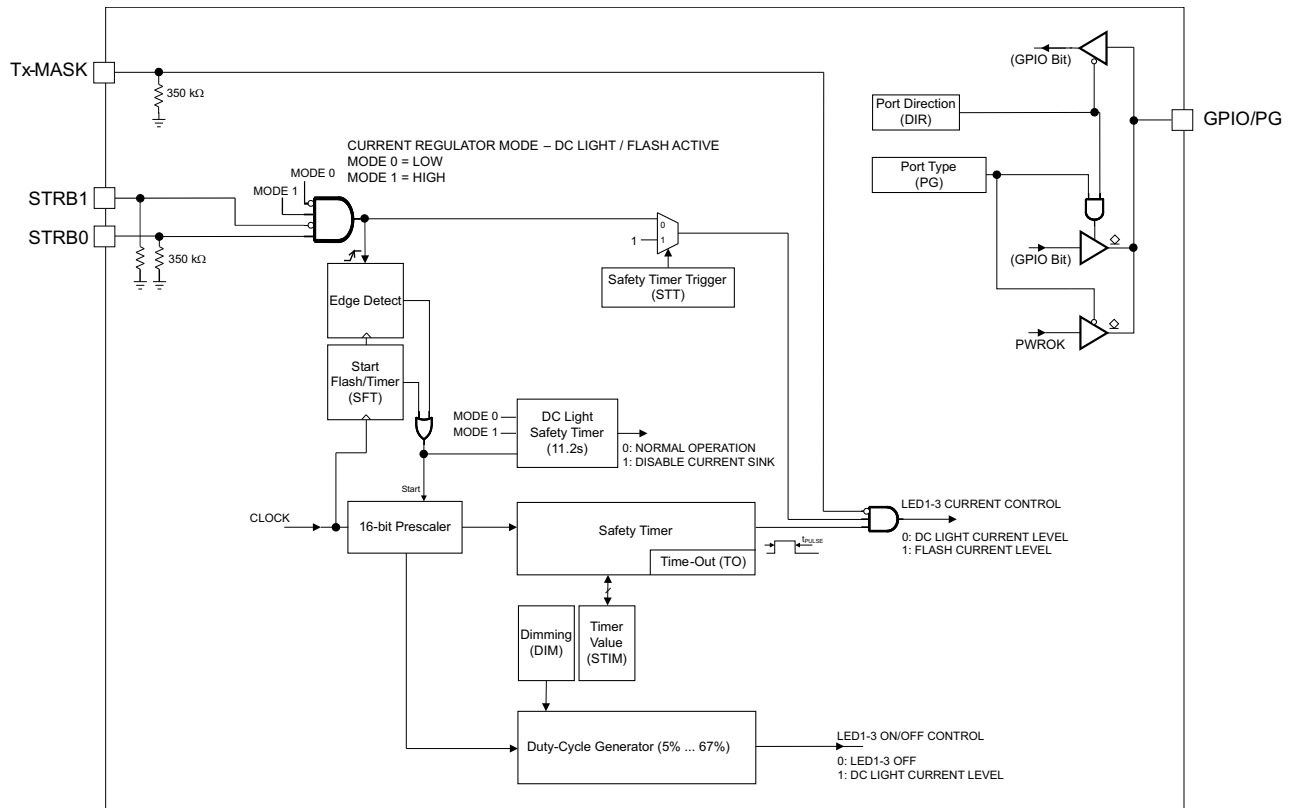 Tx-MASK
350 kΩ
(GPIO Bit)
Port Direction
(DIR)
GPIO/PG
CURRENT REGULATOR MODE – DC LIGHT / FLASH ACTIVE
MODE 0 = LOW
MODE 1 = HIGH
Port Type
(PG)
MODE 0
MODE 1
STRB1
STRB0
350 kΩ
0
1
1
(GPIO Bit)
Safety Timer Trigger
(STT)
Edge Detect
PWROK
Start
Flash/Timer
(SFT)
MODE 0
MODE 1
DC Light
Safety Timer
(11.2s)
0: NORMAL OPERATION
1: DISABLE CURRENT SINK
Start
CLOCK
16-bit Prescaler
Safety Timer
Time-Out (TO)
tPULSE
LED1-3 CURRENT CONTROL
0: DC LIGHT CURRENT LEVEL
1: FLASH CURRENT LEVEL
Dimming
(DIM)
Timer
Value
(STIM)
Duty-Cycle Generator (5% ... 67%)
LED1-3 ON/OFF CONTROL
0: LED1-3 OFF
1: DC LIGHT CURRENT LEVEL